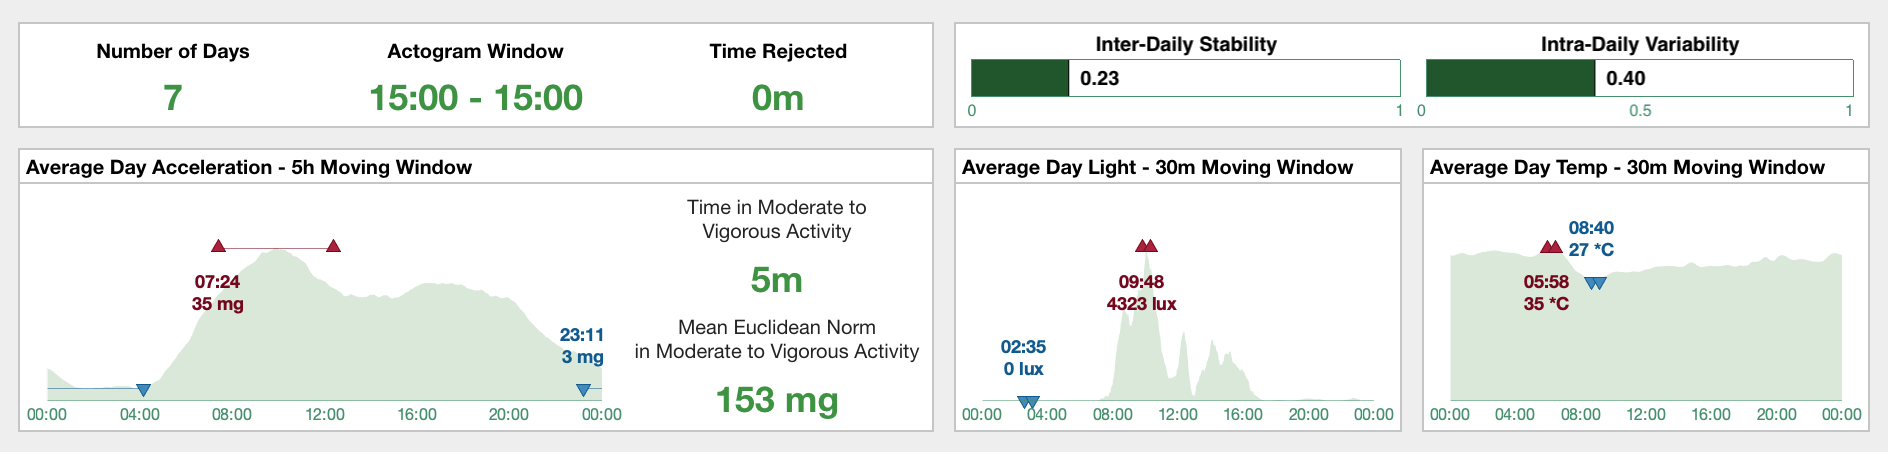 Number of Days
Actogram Window
Time Rejected
7
15:00 - 15:00
0m
Inter-Daily Stability
0.23
0
1
Intra-Daily Variability
0.40
0
0.5
1
Average Day Acceleration - 5h Moving Window
07:24
35 mg
23:11
3 mg
00:00
04:00
08:00
12:00
16:00
20:00
00:00
Time in Moderate to
Vigorous Activity
5m
Mean Euclidean Norm
in Moderate to Vigorous Activity
153 mg
Average Day Light - 30m Moving Window
09:48
4323 lux
02:35
0 lux
00:00
04:00
08:00
12:00
16:00
20:00
00:00
Average Day Temp - 30m Moving Window
08:40
27 *C
05:58
35 *C
00:00
04:00
08:00
12:00
16:00
20:00
00:00